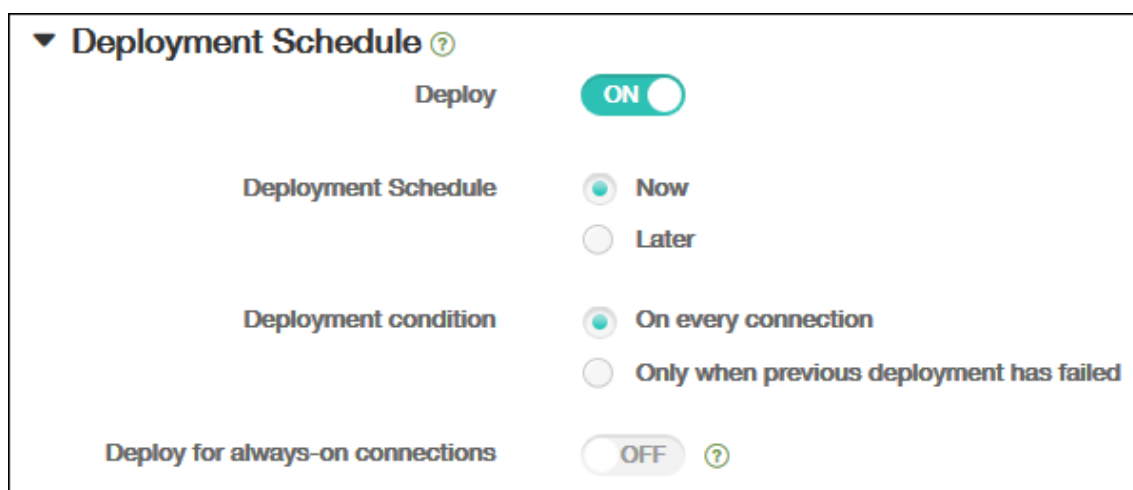 Deployment Schedule ?
Deploy ON
Deployment Schedule Now
Later
Deployment condition On every connection
Only when previous deployment has failed
Deploy for always-on connections OFF ?